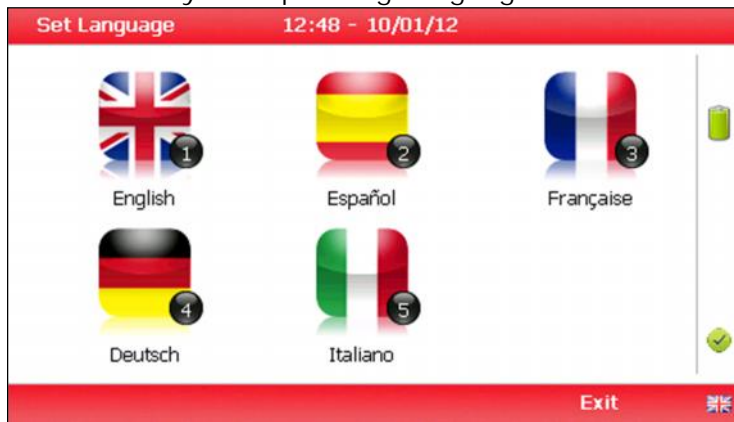 Set Language 12:48 - 10/01/12
1 2 3
English Español Française
4 5
Deutsch Italiano
Exit